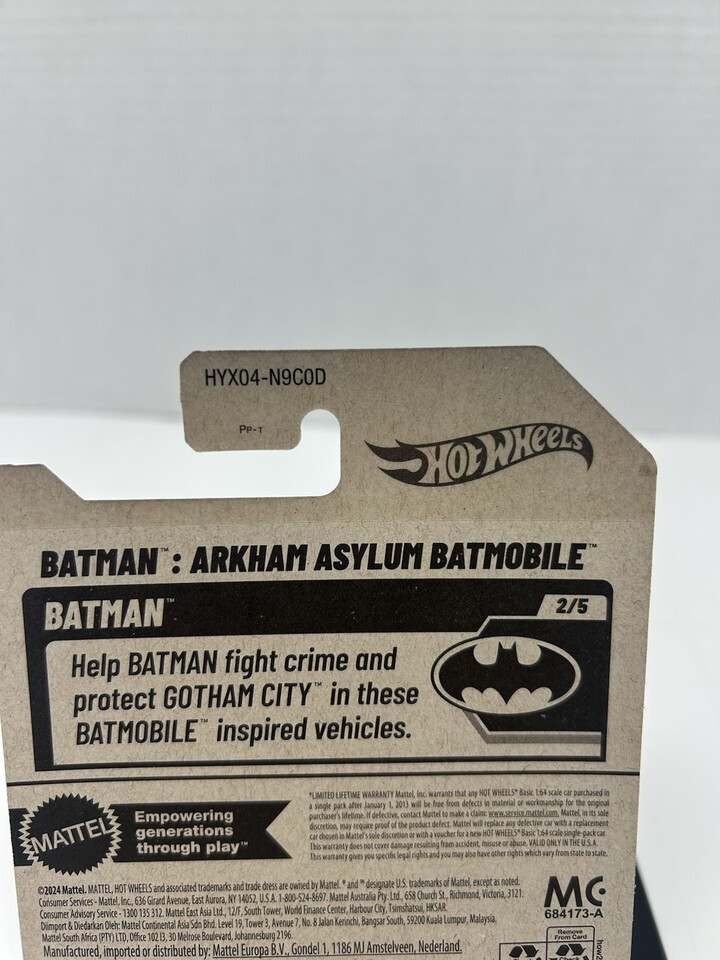 HYX04-N9C0D
PP-T
HOT WHEELS
BATMAN™ : ARKHAM ASYLUM BATMOBILE™
BATMAN™
2/5
Help BATMAN fight crime and
protect GOTHAM CITY™ in these
BATMOBILE™ inspired vehicles.
MATTEL
Empowering
generations
through play™
*LIMITED LIFETIME WARRANTY Mattel, Inc. warrants that any HOT WHEELS® Basic 1:64 scale car purchased in
a single pack after January 1, 2013 will be free from defects in material or workmanship for the original
purchaser's lifetime. If defective, contact Mattel to make a claim: www.service.mattel.com. Mattel, in its sole
discretion, may require proof of the product defect. Mattel will replace any defective car with a replacement
car chosen in Mattel's sole discretion or with a voucher for a new HOT WHEELS® Basic 1:64 scale single-pack car.
This warranty does not cover damage resulting from accident, misuse or abuse. VALID ONLY IN THE U.S.A.
This warranty gives you specific legal rights and you may also have other rights which vary from state to state.
©2024 Mattel. MATTEL, HOT WHEELS and associated trademarks and trade dress are owned by Mattel. ® and ™ designate U.S. trademarks of Mattel, except as noted.
Consumer Services - Mattel, Inc., 636 Girard Avenue, East Aurora, NY 14052, U.S.A. 1-800-524-8697. Mattel Australia Pty. Ltd., 658 Church St., Richmond, Victoria, 3121.
Consumer Advisory Service - 1300 135 312. Mattel East Asia Ltd., 12/F, South Tower, World Finance Center, Harbour City, Tsimshatsui, HKSAR.
Diimport & Diedarkan Oleh: Mattel Continental Asia Sdn Bhd. Level 19, Tower 3, Avenue 7, No. 8 Jalan Kerinchi, Bangsar South, 59200 Kuala Lumpur, Malaysia.
Mattel South Africa (PTY) LTD, Office 102 I3, 30 Melrose Boulevard, Johannesburg 2196.
Manufactured, imported or distributed by: Mattel Europa B.V., Gondel 1, 1186 MJ Amstelveen, Nederland.
MC
684173-A
Remove
From Card